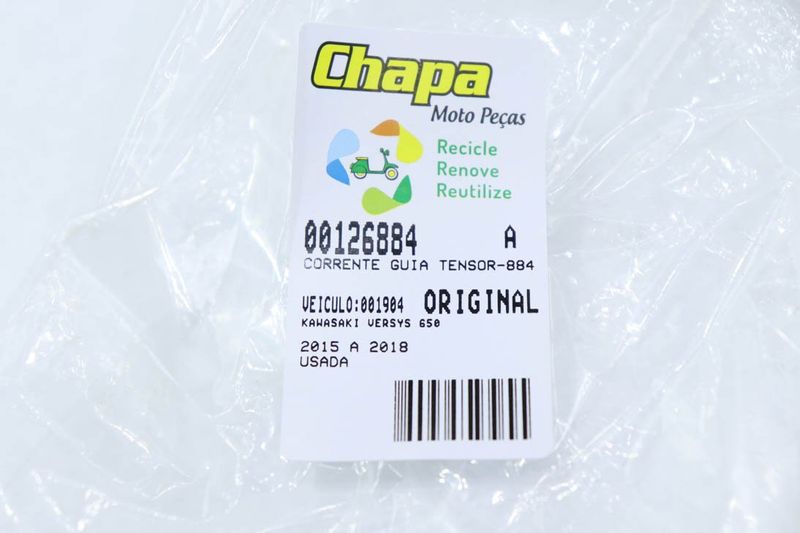 Chapa
Moto Peças
Recicle
Renove
Reutilize
00126884 A
CORRENTE GUIA TENSOR-884
VEICULO:001904 ORIGINAL
KAWASAKI VERSYS 650
2015 A 2018
USADA